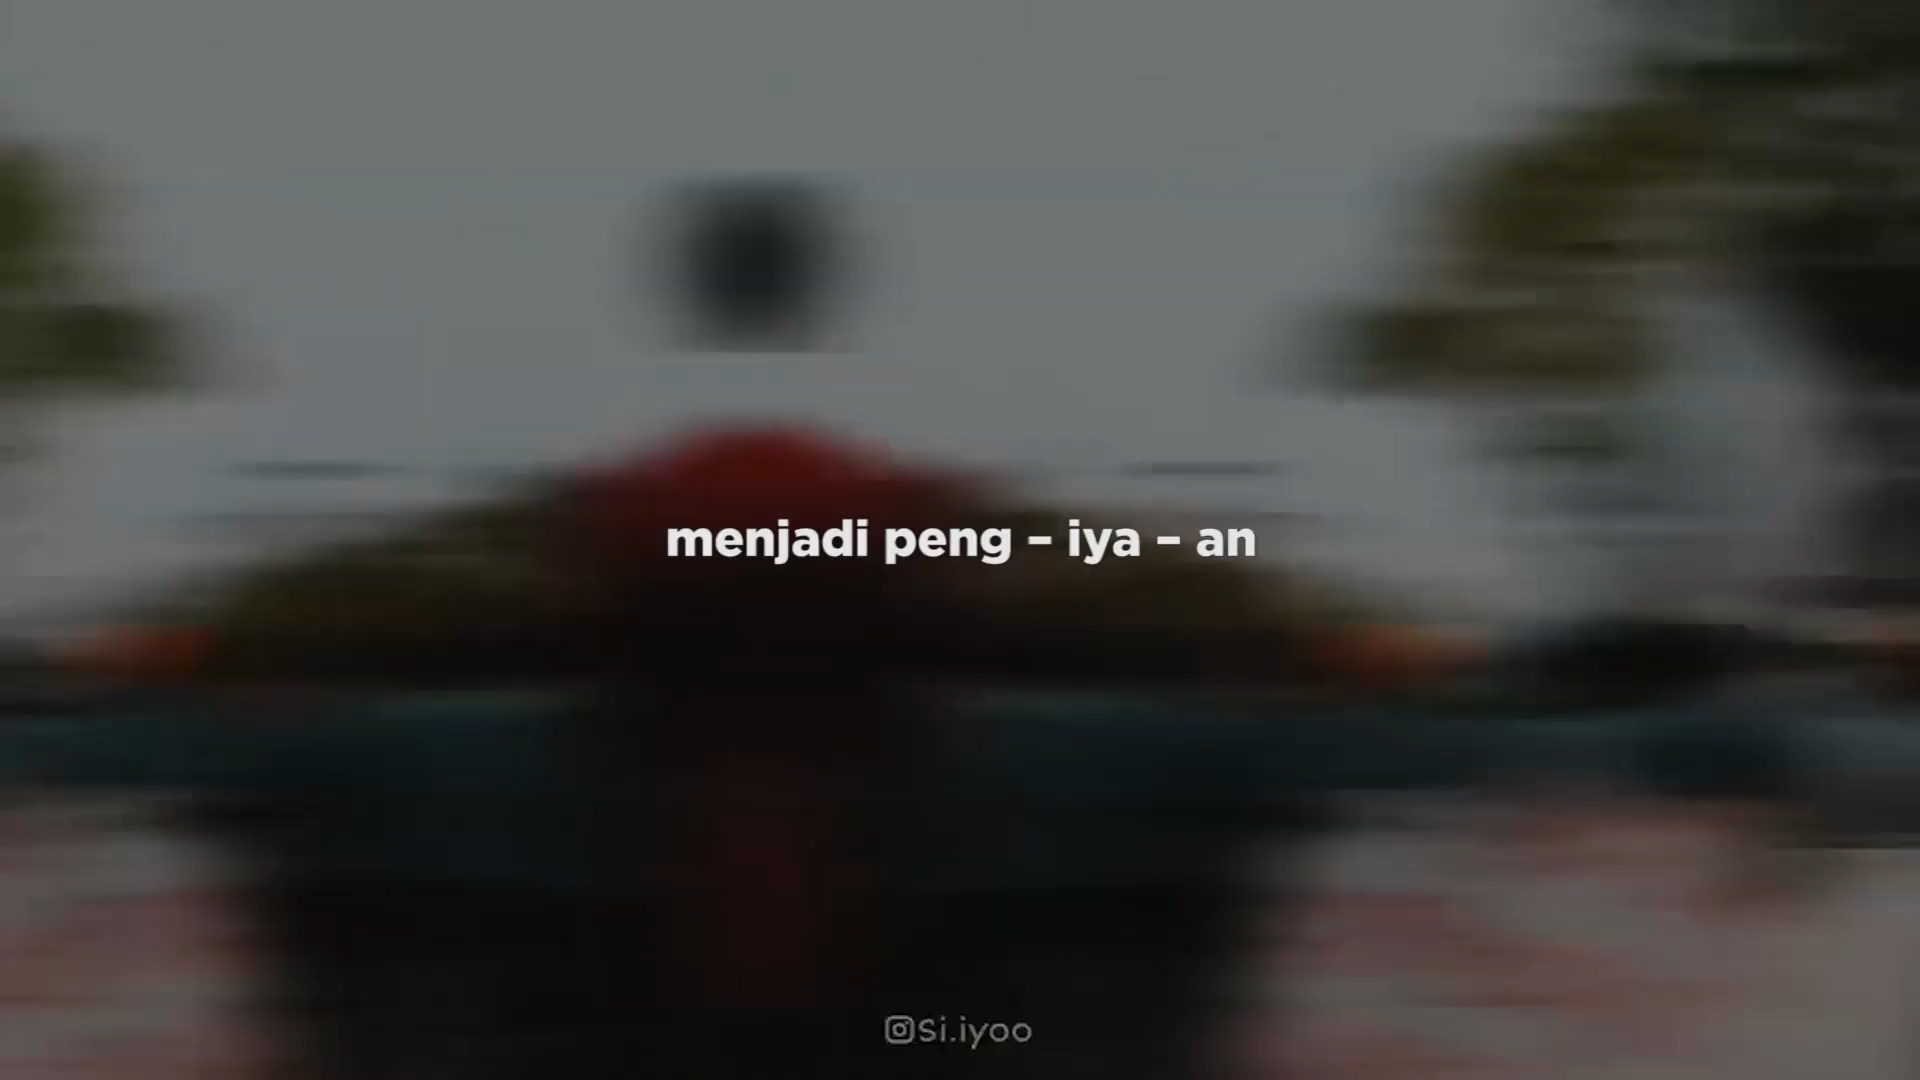 menjadi peng – iya – an
Si.iyoo